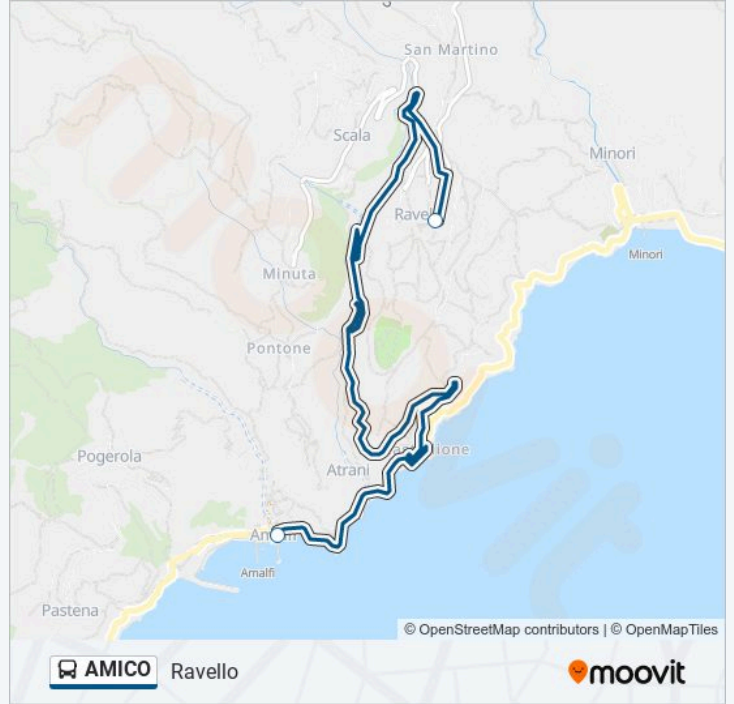 San Martino
Scala
Minori
Ravello
Minori
Minuta
Pontone
Pogerola
Atrani
Amalfi
Pastena
© OpenStreetMap contributors | © OpenMapTiles
AMICO Ravello
moovit